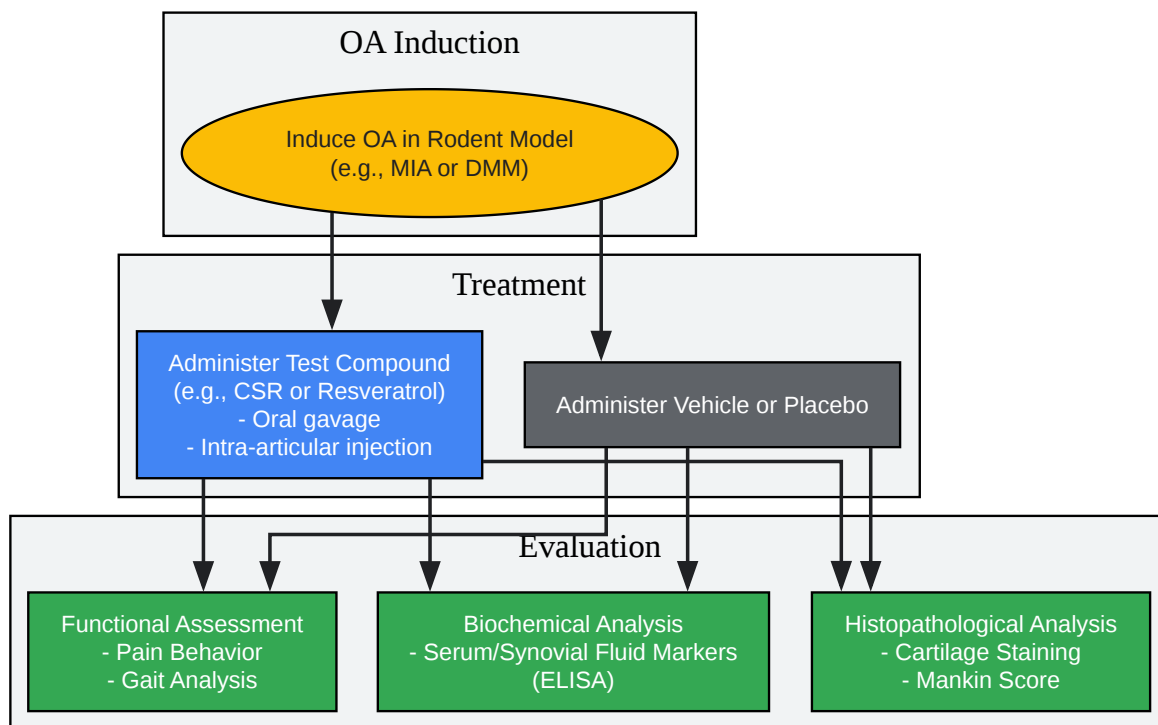 OA Induction
Induce OA in Rodent Model
(e.g., MIA or DMM)
Treatment
Administer Test Compound
(e.g., CSR or Resveratrol)
- Oral gavage
- Intra-articular injection
Administer Vehicle or Placebo
Evaluation
Functional Assessment
- Pain Behavior
- Gait Analysis
Biochemical Analysis
- Serum/Synovial Fluid Markers
(ELISA)
Histopathological Analysis
- Cartilage Staining
- Mankin Score